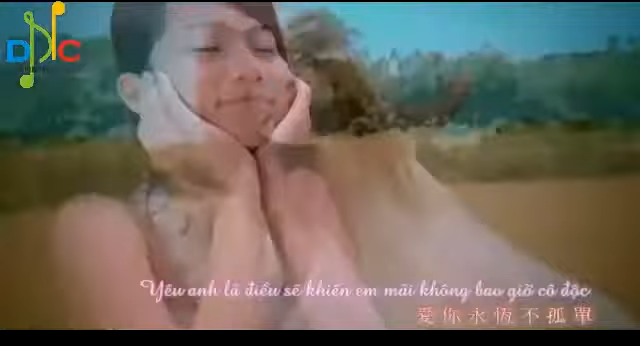 DNC
Yêu anh là điều sẽ khiến em mãi không bao giờ cô độc
爱你永恆不孤單